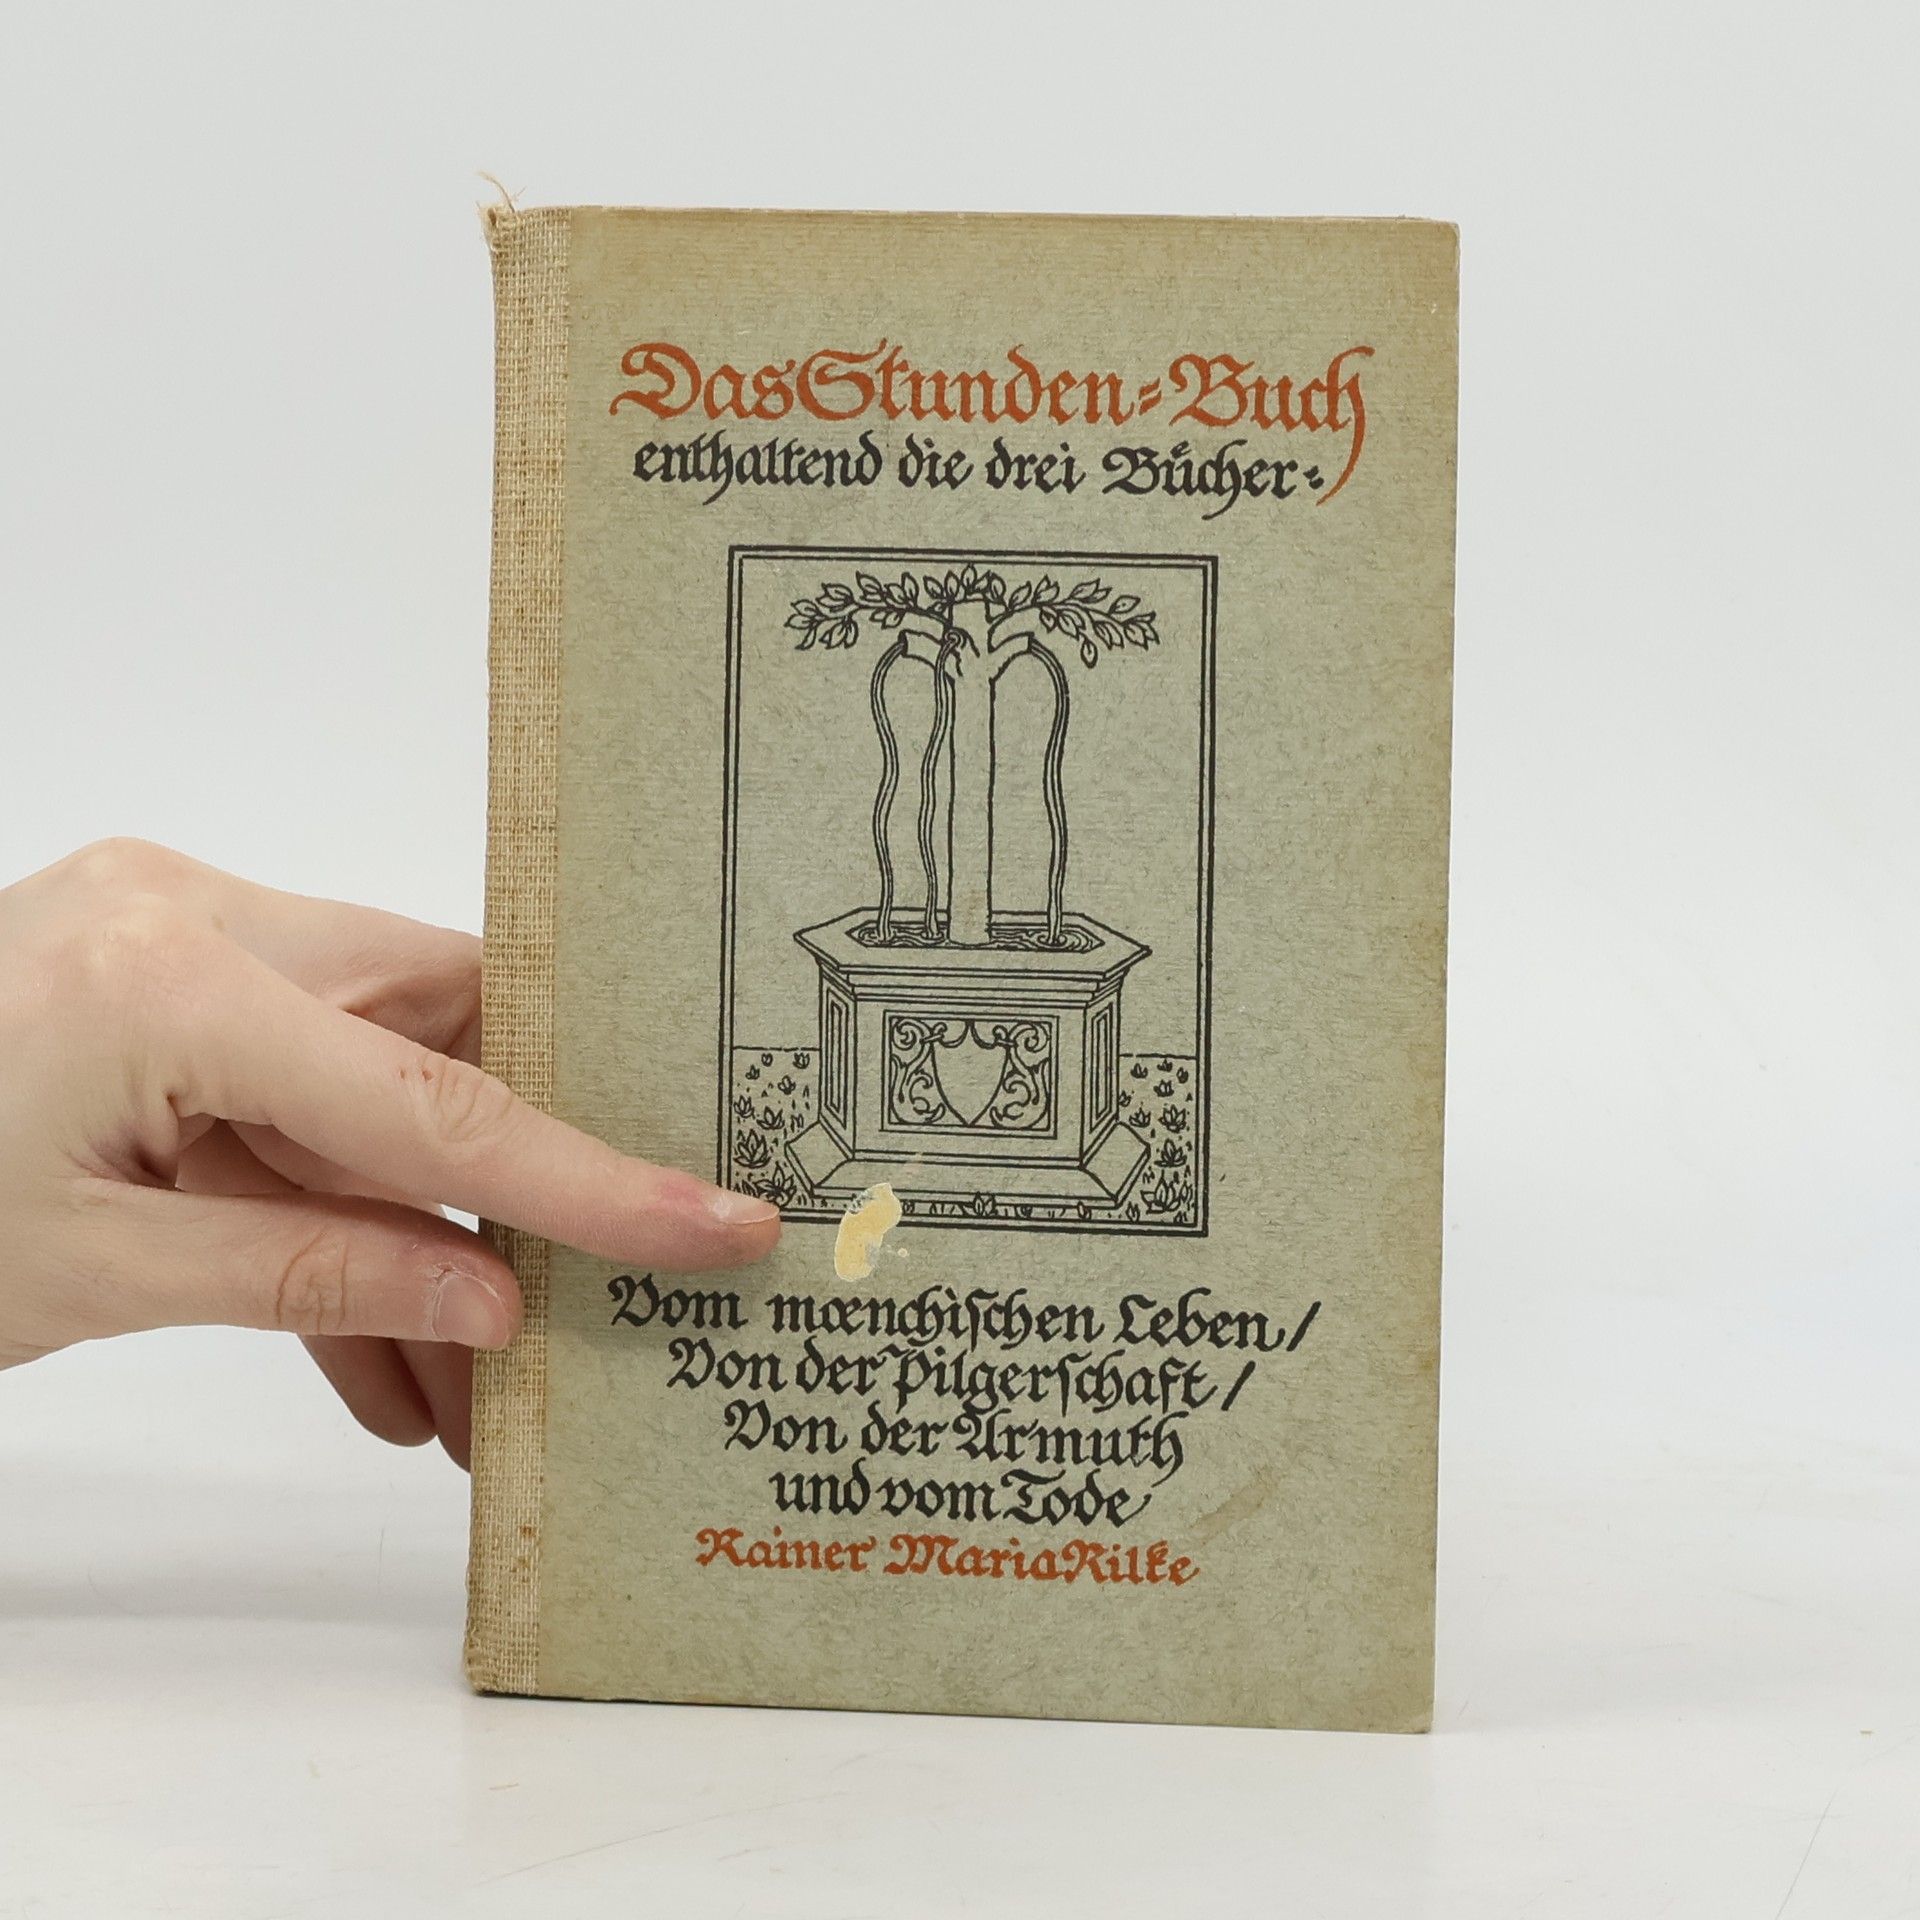 Das Stunden=Buch
enthaltend die drei Bücher=
Vom mœnchiſchen Leben /
Von der Pilgerſchaft /
Von der Armuth
und vom Tode
Rainer Maria Rilke